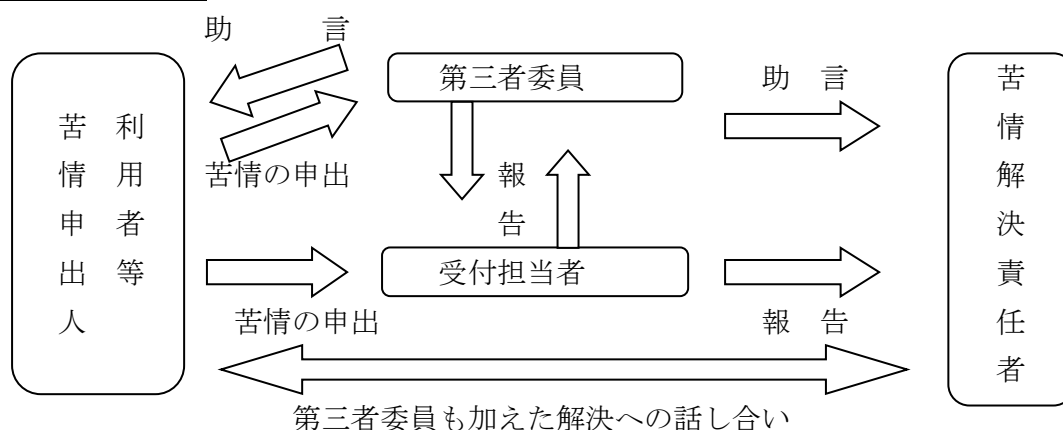 助　　　言
利用者等
苦情申出人
第三者委員
助　言
苦情の申出
報告
受付担当者
苦情の申出
報　告
苦情解決責任者
第三者委員も加えた解決への話し合い